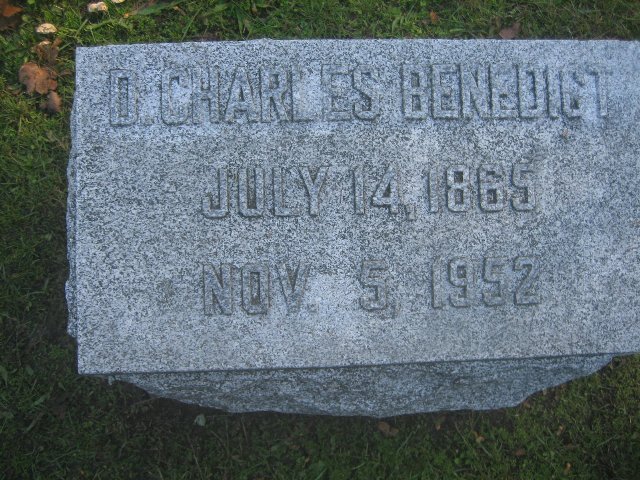 D. CHARLES BENEDICT
JULY 14, 1865
NOV. 5, 1952